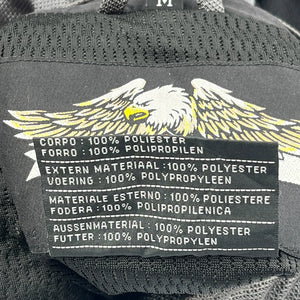 M
CORPO : 100% POLIESTER
FORRO : 100% POLIPROPILEN
EXTERN MATERIAAL : 100% POLYESTER
VOERING : 100% POLYPROPYLEEN
MATERIALE ESTERNO : 100% POLIESTERE
FODERA : 100% POLIPROPILENICA
AUSSENMATERIAL : 100% POLYESTER
FUTTER : 100% POLYPROPYLEN